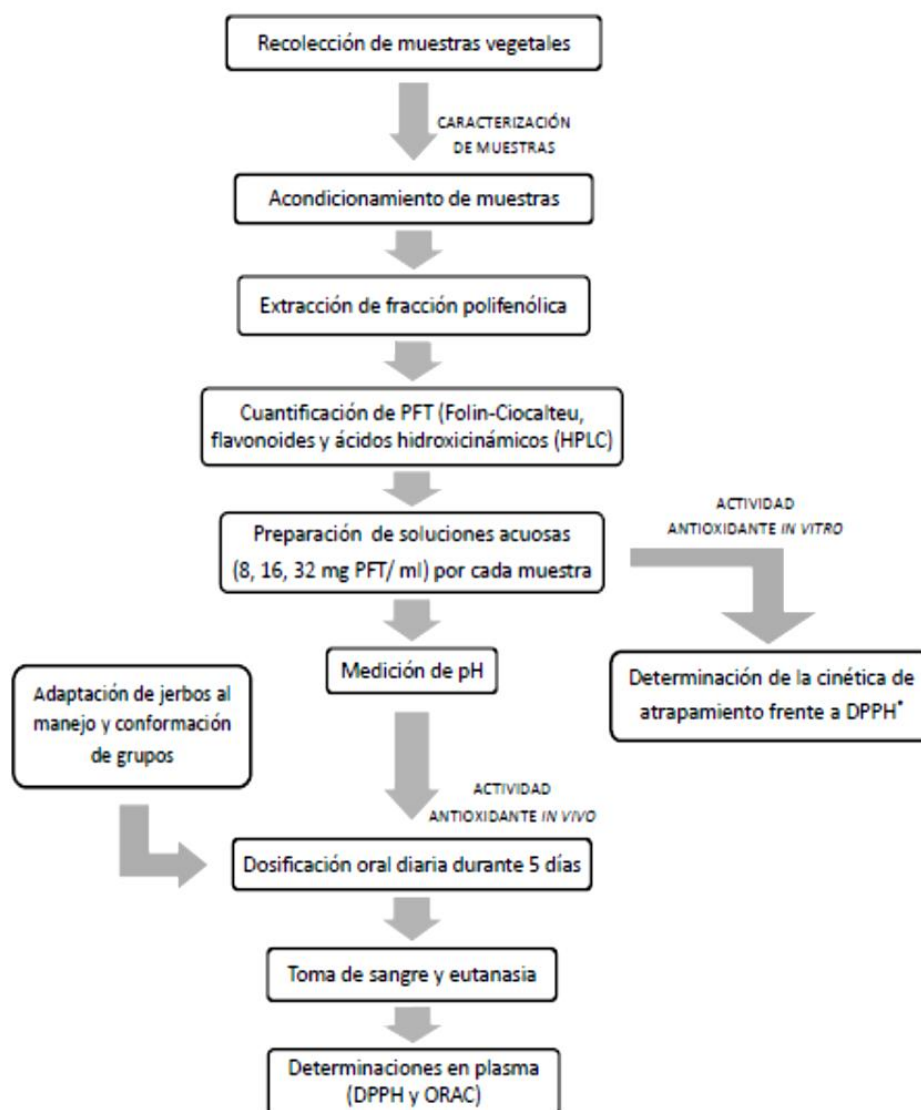 Recolección de muestras vegetales
CARACTERIZACIÓN
DE MUESTRAS
Acondicionamiento de muestras
Extracción de fracción polifenólica
Cuantificación de PFT (Folin-Ciocalteu,
flavonoides y ácidos hidroxicinámicos (HPLC)
Preparación de soluciones acuosas
(8, 16, 32 mg PFT/ ml) por cada muestra
ACTIVIDAD
ANTIOXIDANTE IN VITRO
Medición de pH
Determinación de la cinética de
atrapamiento frente a DPPH•
Adaptación de jerbos al
manejo y conformación
de grupos
ACTIVIDAD
ANTIOXIDANTE IN VIVO
Dosificación oral diaria durante 5 días
Toma de sangre y eutanasia
Determinaciones en plasma
(DPPH y ORAC)